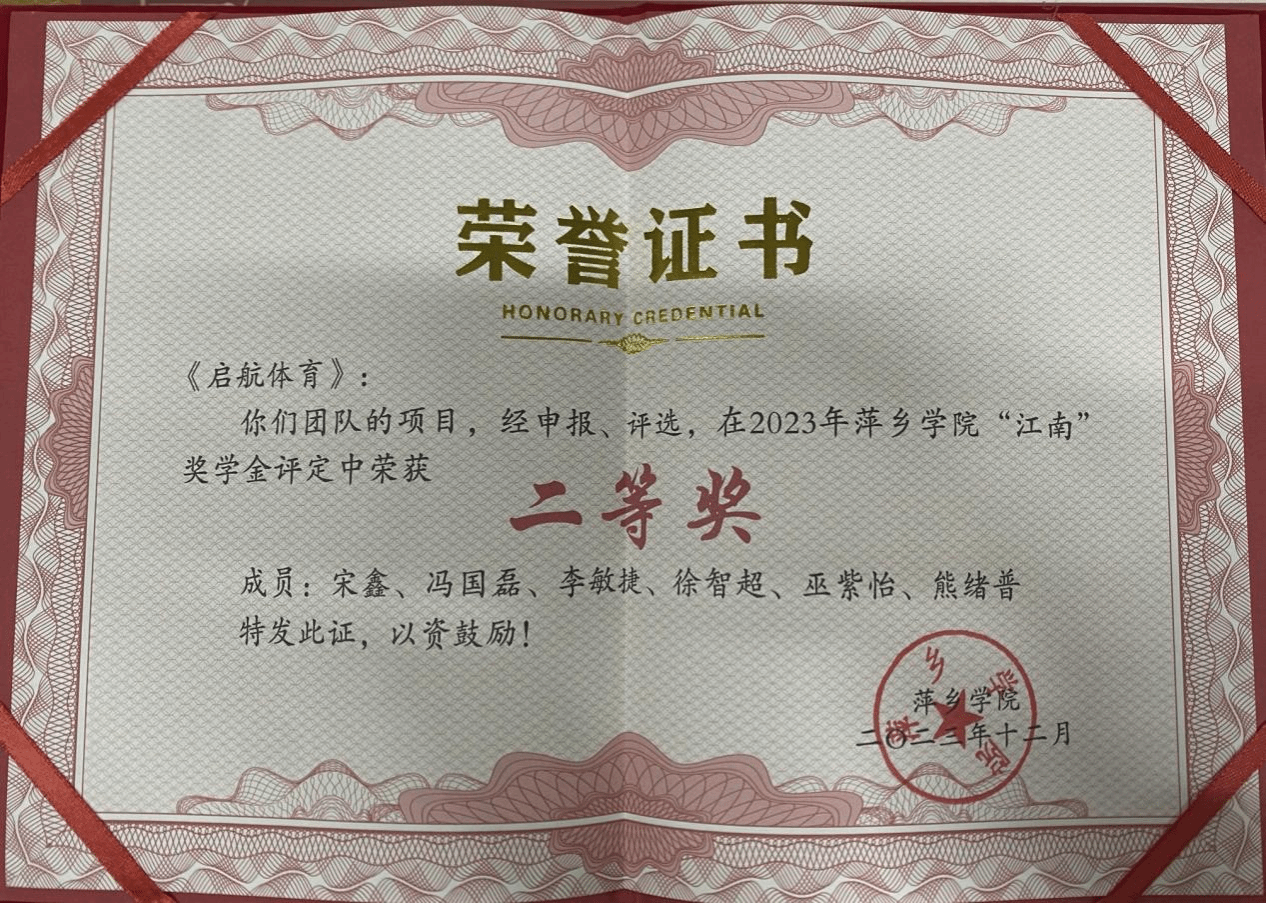 荣誉证书
HONORARY CREDENTIAL
《启航体育》:
你们团队的项目，经申报、评选，在2023年萍乡学院“江南”
奖学金评定中荣获
二等奖
成员：宋鑫、冯国磊、李敏捷、徐智超、巫紫怡、熊绪普
特发此证，以资鼓励！
萍乡学院
二〇二三年十二月
萍乡学院